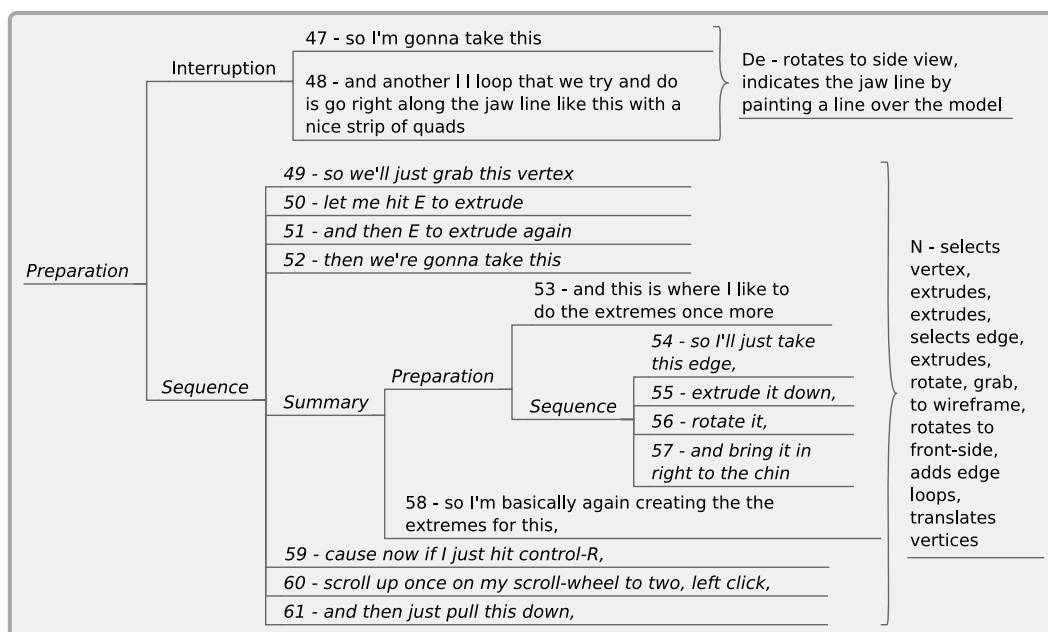 47 - so I'm gonna take this
Interruption
48 - and another I I loop that we try and do
is go right along the jaw line like this with a
nice strip of quads
De - rotates to side view,
indicates the jaw line by
painting a line over the model
Preparation
49 - so we'll just grab this vertex
50 - let me hit E to extrude
51 - and then E to extrude again
52 - then we're gonna take this
Sequence
Summary
Preparation
53 - and this is where I like to
do the extremes once more
Sequence
54 - so I'll just take
this edge,
55 - extrude it down,
56 - rotate it,
57 - and bring it in
right to the chin
58 - so I'm basically again creating the the
extremes for this,
59 - cause now if I just hit control-R,
60 - scroll up once on my scroll-wheel to two, left click,
61 - and then just pull this down,
N - selects
vertex,
extrudes,
extrudes,
selects edge,
extrudes,
rotate, grab,
to wireframe,
rotates to
front-side,
adds edge
loops,
translates
vertices